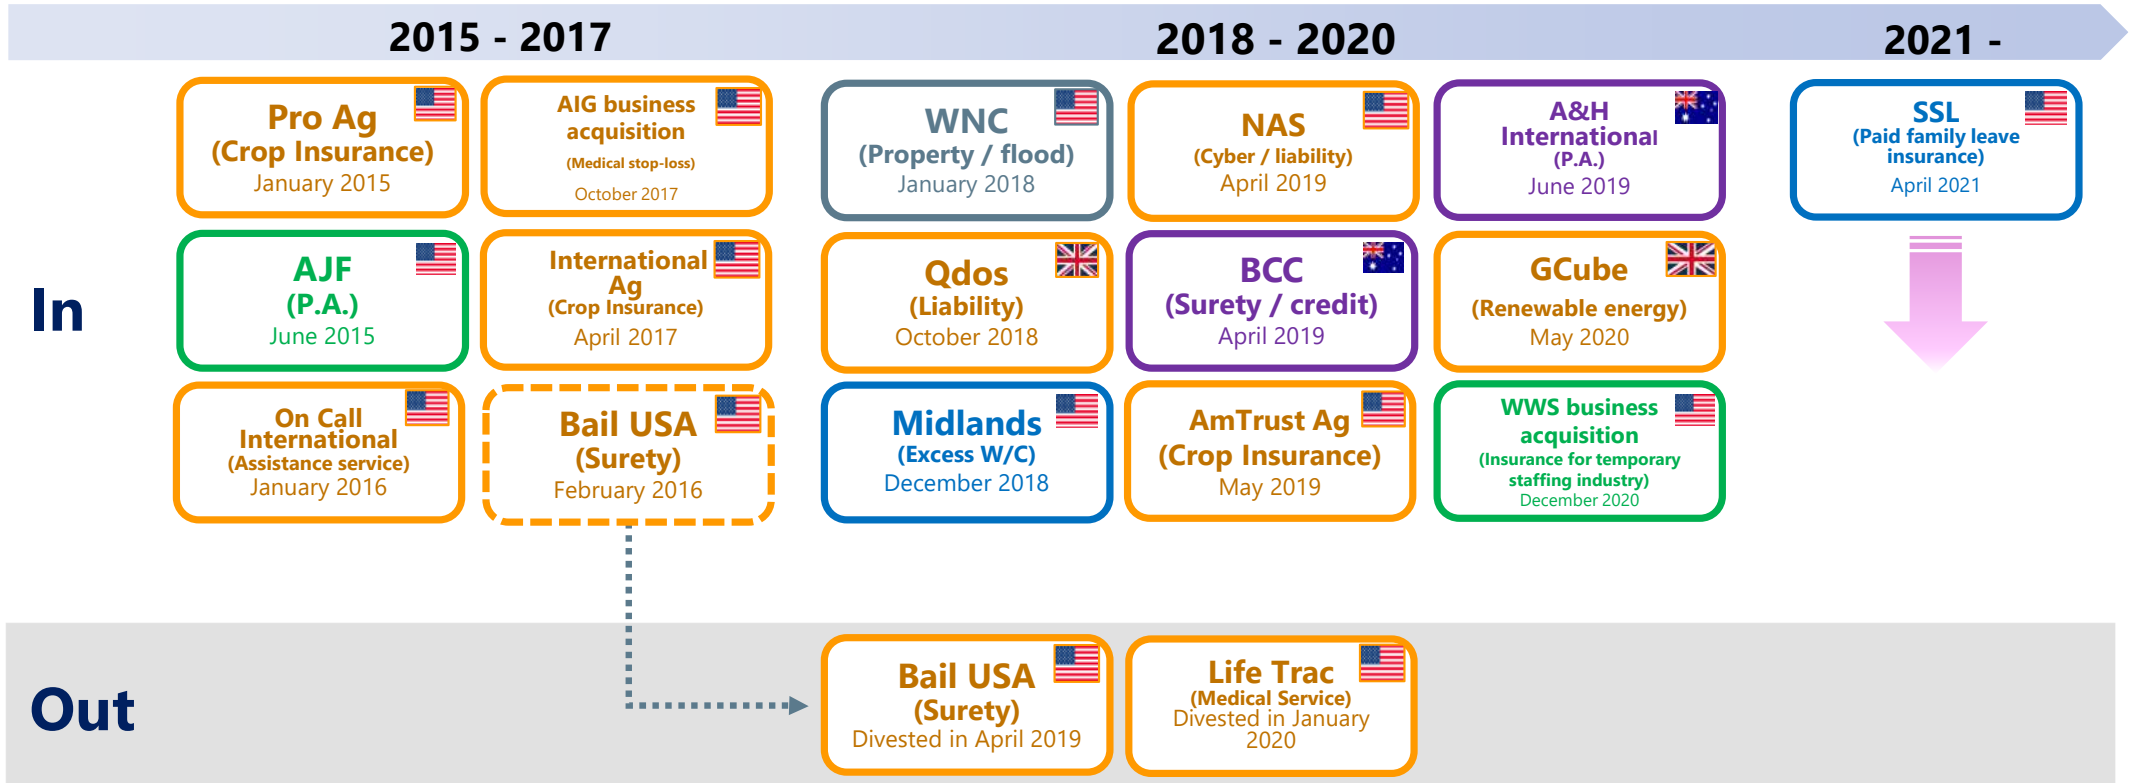 2015 - 2017
2018 - 2020
2021 -
In
Pro Ag
(Crop Insurance)
January 2015
AIG business
acquisition
(Medical stop-loss)
October 2017
AJF
(P.A.)
June 2015
International
Ag
(Crop Insurance)
April 2017
On Call
International
(Assistance service)
January 2016
Bail USA
(Surety)
February 2016
WNC
(Property / flood)
January 2018
NAS
(Cyber / liability)
April 2019
A&H
International
(P.A.)
June 2019
Qdos
(Liability)
October 2018
BCC
(Surety / credit)
April 2019
GCube
(Renewable energy)
May 2020
Midlands
(Excess W/C)
December 2018
AmTrust Ag
(Crop Insurance)
May 2019
WWS business
acquisition
(Insurance for temporary
staffing industry)
December 2020
SSL
(Paid family leave
insurance)
April 2021
Out
Bail USA
(Surety)
Divested in April 2019
Life Trac
(Medical Service)
Divested in January
2020